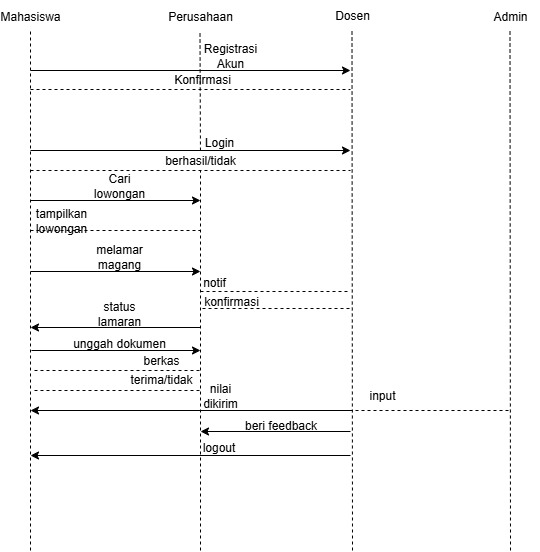 Mahasiswa
Perusahaan
Dosen
Admin
Registrasi
Akun
Konfirmasi
Login
berhasil/tidak
Cari
lowongan
tampilkan
lowongan
melamar
magang
notif
konfirmasi
status
lamaran
unggah dokumen
berkas
terima/tidak
nilai
dikirim
input
beri feedback
logout